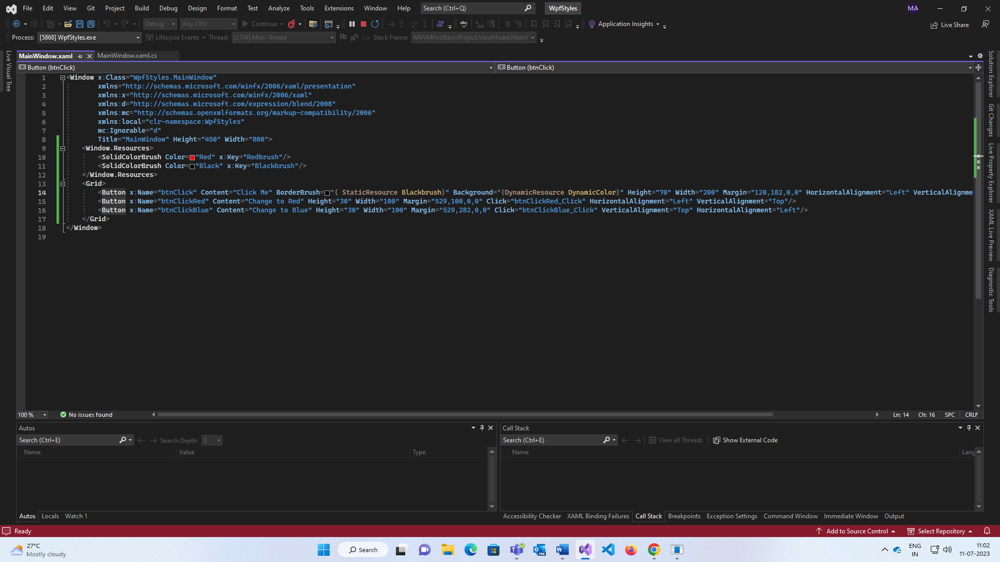 File Edit View Git Project Build Debug Design Format Test Analyze Tools Extensions Window Help Search (Ctrl+Q) WpfStyles MA
Debug Any CPU Continue Application Insights Live Share
Process: [5868] WpfStyles.exe Lifecycle Events Thread: [2704] Main Thread Stack Frame: MVVMFirstBasicProject.ViewModel.MainV
MainWindow.xaml MainWindow.xaml.cs
Live Visual Tree
Button (btnClick) Button (btnClick)
1 <Window x:Class="WpfStyles.MainWindow"
2 xmlns="http://schemas.microsoft.com/winfx/2006/xaml/presentation"
3 xmlns:x="http://schemas.microsoft.com/winfx/2006/xaml"
4 xmlns:d="http://schemas.microsoft.com/expression/blend/2008"
5 xmlns:mc="http://schemas.openxmlformats.org/markup-compatibility/2006"
6 xmlns:local="clr-namespace:WpfStyles"
7 mc:Ignorable="d"
8 Title="MainWindow" Height="450" Width="800">
9 <Window.Resources>
10 <SolidColorBrush Color="Red" x:Key="Redbrush"/>
11 <SolidColorBrush Color="Black" x:Key="Blackbrush"/>
12 </Window.Resources>
13 <Grid>
14 <Button x:Name="btnClick" Content="Click Me" BorderBrush="{ StaticResource Blackbrush}" Background="{DynamicResource DynamicColor}" Height="70" Width="200" Margin="120,182,0,0" HorizontalAlignment="Left" VerticalAlignme
15 <Button x:Name="btnClickRed" Content="Change to Red" Height="30" Width="100" Margin="529,100,0,0" Click="btnClickRed_Click" HorizontalAlignment="Left" VerticalAlignment="Top"/>
16 <Button x:Name="btnClickBlue" Content="Change to Blue" Height="30" Width="100" Margin="529,282,0,0" Click="btnClickBlue_Click" VerticalAlignment="Top" HorizontalAlignment="Left"/>
17 </Grid>
18 </Window>
19
Solution Explorer
Git Changes
Live Property Explorer
XAML Live Preview
Diagnostic Tools
100 % No issues found Ln: 14 Ch: 16 SPC CRLF
Autos
Search (Ctrl+E) Search Depth: 3
Name Value Type
Autos Locals Watch 1
Call Stack
Search (Ctrl+E) View all Threads Show External Code
Name Lang
Accessibility Checker XAML Binding Failures Call Stack Breakpoints Exception Settings Command Window Immediate Window Output
Ready Add to Source Control Select Repository
27°C
Mostly cloudy
Search
ENG
IN
11:02
11-07-2023